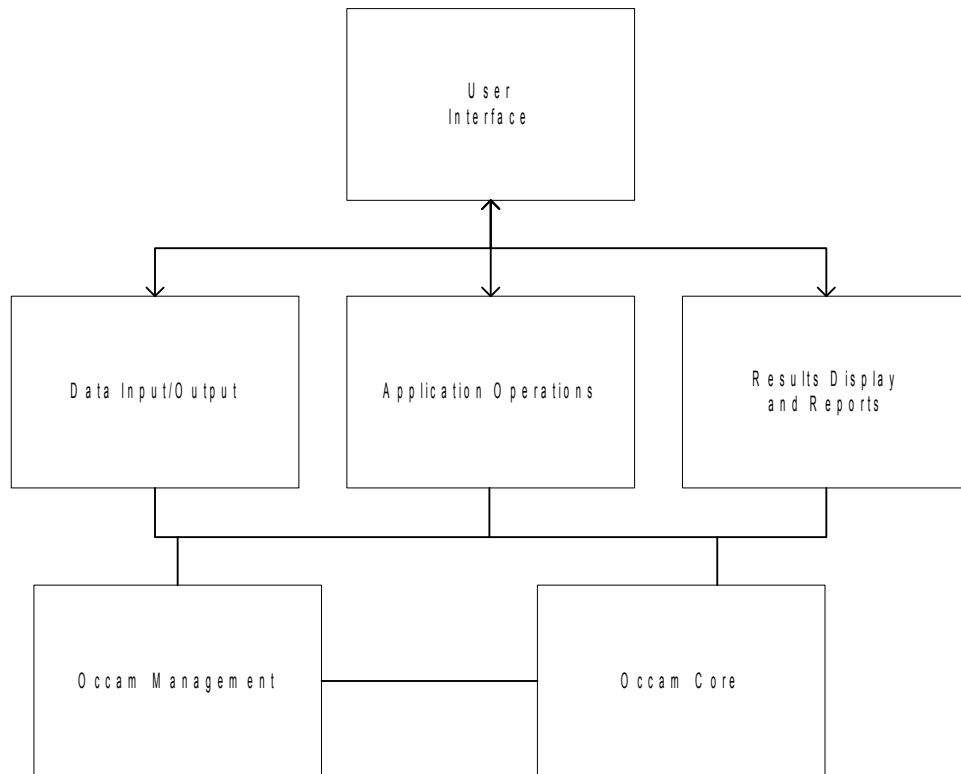 User
Interface
Data Input/Output
Application Operations
Results Display
and Reports
Occam Management
Occam Core